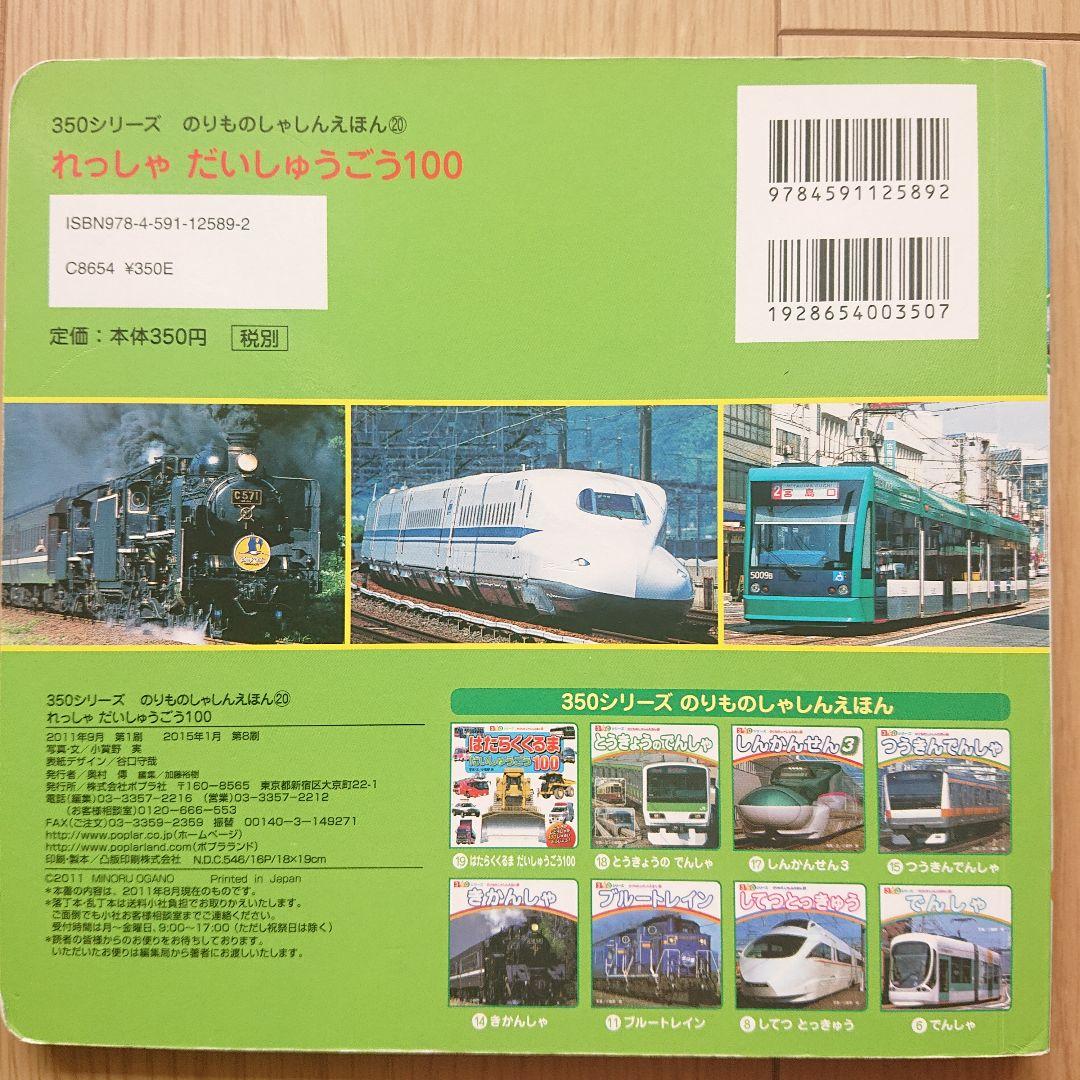 350シリーズ　のりものしゃしんえほん⑳
れっしゃ だいしゅうごう100
ISBN978-4-591-12589-2
C8654 ¥350E
定価：本体350円 税別
9784591125892
1928654003507
C571
2 宮島口
5009B
350シリーズ　のりものしゃしんえほん⑳
れっしゃ だいしゅうごう100
2011年9月　第1刷　　2015年1月　第8刷
写真・文／小賀野　実
表紙デザイン／谷口守哉
発行者／奥村　傳　編集／加藤裕樹
発行所／株式会社ポプラ社　〒160-8565　東京都新宿区大京町22-1
電話(編集)03-3357-2216　(営業)03-3357-2212
(お客様相談室)0120-666-553
FAX(ご注文)03-3359-2359　振替　00140-3-149271
http://www.poplar.co.jp(ホームページ)
http://www.poplarland.com(ポプラランド)
印刷・製本／凸版印刷株式会社　N.D.C.546/16P/18×19cm
©2011　MINORU OGANO　　Printed in Japan
*本書の内容は、2011年8月現在のものです。
*落丁本・乱丁本は送料小社負担でお取りかえいたします。
ご面倒でも小社お客様相談室までご連絡ください。
受付時間は月〜金曜日、9:00〜17:00(ただし祝祭日は除く)
*読者の皆様からのお便りをお待ちしております。
いただいたお便りは編集局から著者にお渡しいたします。
350シリーズ のりものしゃしんえほん
はたらくくるま
だいしゅうごう100
とうきょうのでんしゃ
しんかんせん3
つうきんでんしゃ
⑲はたらくくるま だいしゅうごう100
⑱とうきょうの でんしゃ
⑰しんかんせん3
⑮つうきんでんしゃ
きかんしゃ
ブルートレイン
してつとっきゅう
でんしゃ
⑭きかんしゃ
⑪ブルートレイン
⑧してつ とっきゅう
⑥でんしゃ